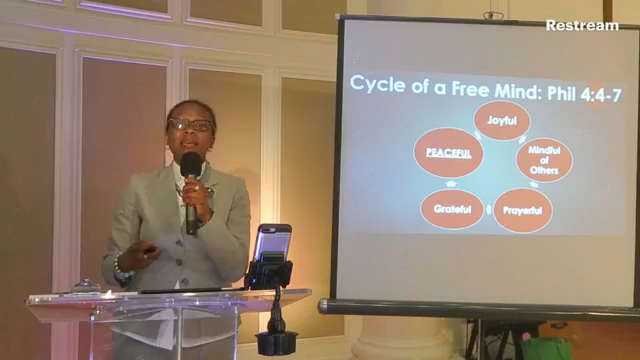 Restream
Cycle of a Free Mind: Phil 4:4-7
Joyful
Mindful
of
Others
Prayerful
Grateful
PEACEFUL